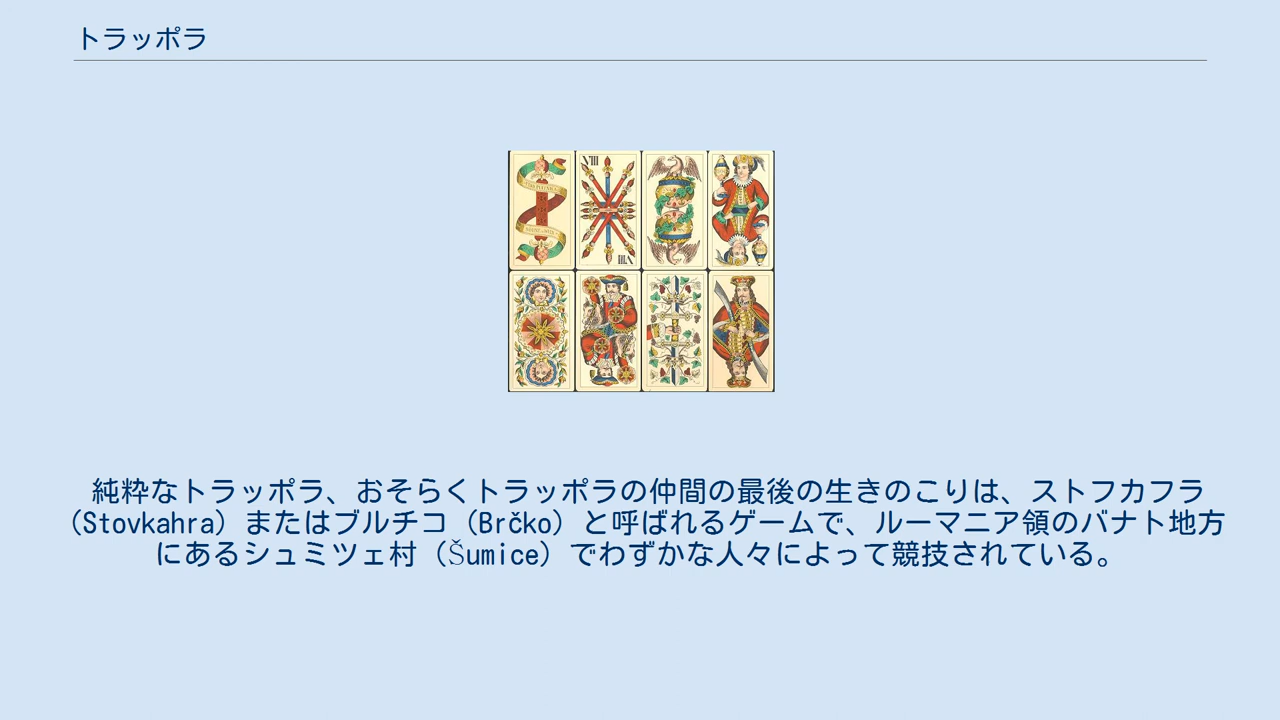 トラッポラ
VIII
VIII
純粋なトラッポラ、おそらくトラッポラの仲間の最後の生きのこりは、ストフカフラ
（Stovkahra）またはブルチコ（Brčko）と呼ばれるゲームで、ルーマニア領のバナト地方
にあるシュミツェ村（Šumice）でわずかな人々によって競技されている。